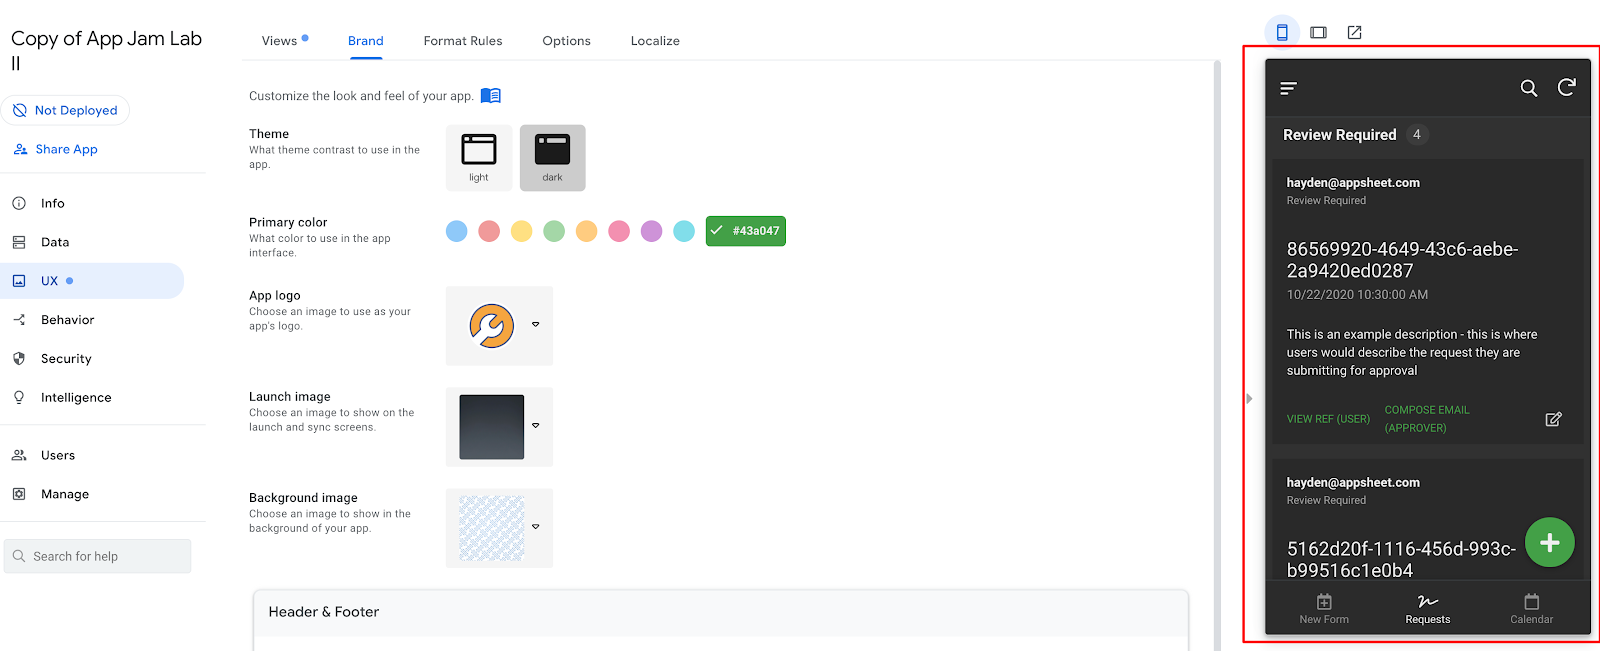 Copy of App Jam Lab
II
Not Deployed
Share App
Info
Data
UX
Behavior
Security
Intelligence
Users
Manage
Search for help
Views
Brand
Format Rules
Options
Localize
Customize the look and feel of your app.
Theme
What theme contrast to use in the
app.
light
dark
Primary color
What color to use in the app
interface.
#43a047
App logo
Choose an image to use as your
app's logo.
Launch image
Choose an image to show on the
launch and sync screens.
Background image
Choose an image to show in the
background of your app.
Header & Footer
Review Required 4
hayden@appsheet.com
Review Required
86569920-4649-43c6-aebe-
2a9420ed0287
10/22/2020 10:30:00 AM
This is an example description - this is where
users would describe the request they are
submitting for approval
VIEW REF (USER)
COMPOSE EMAIL
(APPROVER)
hayden@appsheet.com
Review Required
5162d20f-1116-456d-993c-
b99516c1e0b4
New Form
Requests
Calendar